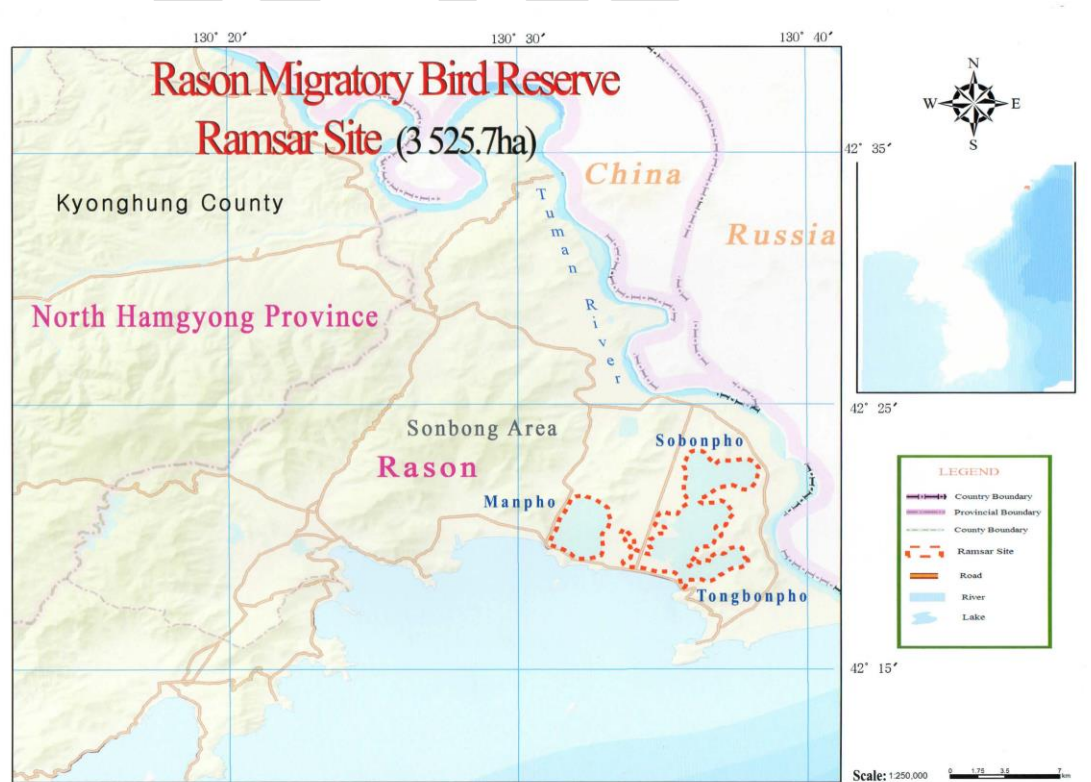 130° 20′
130° 30′
130° 40′
Rason Migratory Bird Reserve
Ramsar Site (3 525.7ha)
N
W
E
S
42° 35′
China
Kyonghung County
Tuman River
Russia
North Hamgyong Province
42° 25′
Sonbong Area
Sobonpho
Rason
Manpho
LEGEND
Country Boundary
Provincial Boundary
County Boundary
Ramsar Site
Road
River
Lake
Tongbonpho
42° 15′
Scale: 1:250,000
0 1.75 3.5 7
km